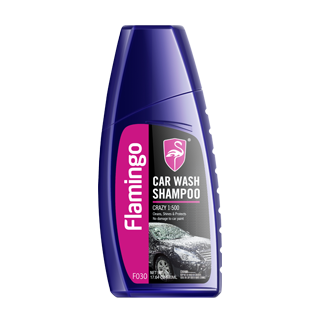 Flamingo
F030
CAR WASH
SHAMPOO
CRAZY 1:500
Cleans, Shines & Protects
No damage to car paint